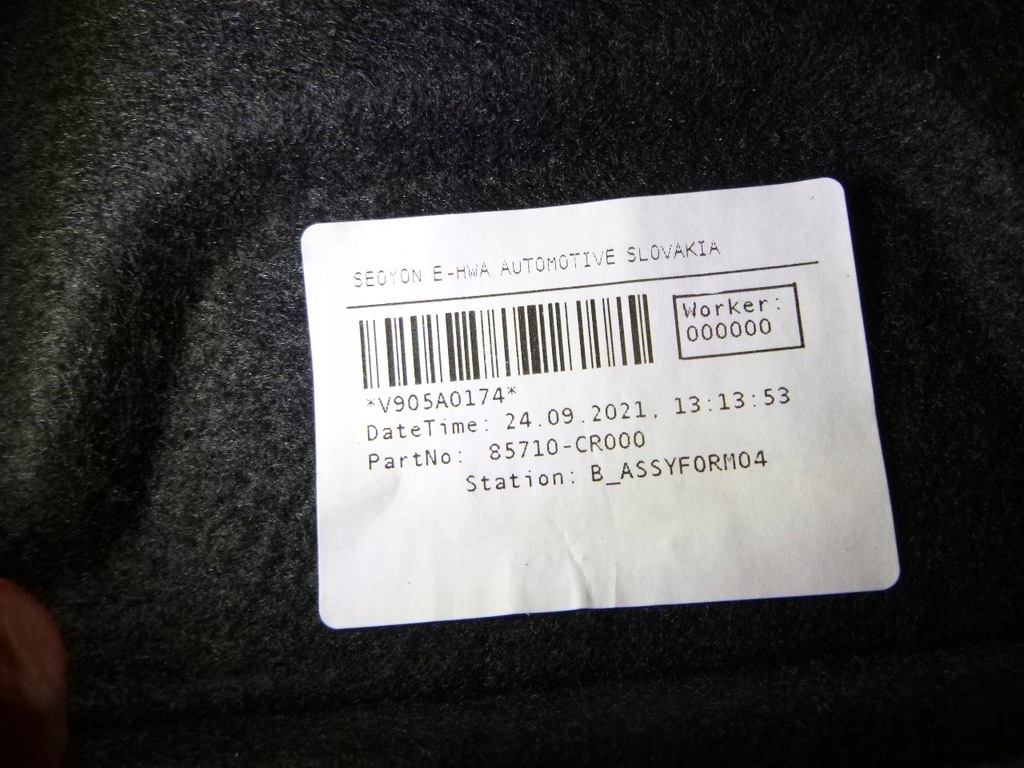 SEOYON E-HWA AUTOMOTIVE SLOVAKIA
Worker:
000000
*V905A0174*
DateTime: 24.09.2021, 13:13:53
PartNo: 85710-CR000
Station: B_ASSYFORM04